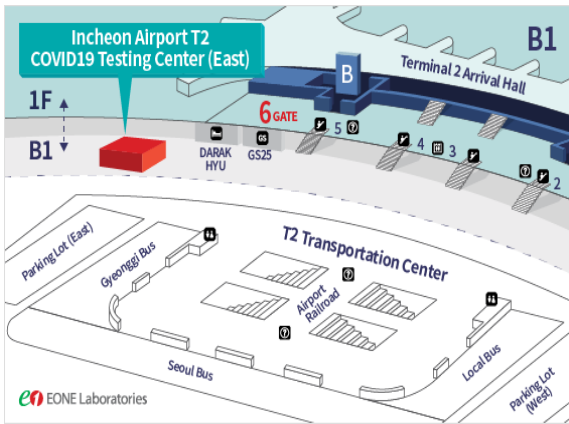 Incheon Airport T2
COVID19 Testing Center (East)
B1
B
Terminal 2 Arrival Hall
1F
B1
6 GATE
5
4
3
2
DARAK
HYU
GS
GS25
T2 Transportation Center
Parking Lot (East)
Gyeonggi Bus
Airport
Railroad
Seoul Bus
Local Bus
Parking Lot
(West)
e1 EONE Laboratories